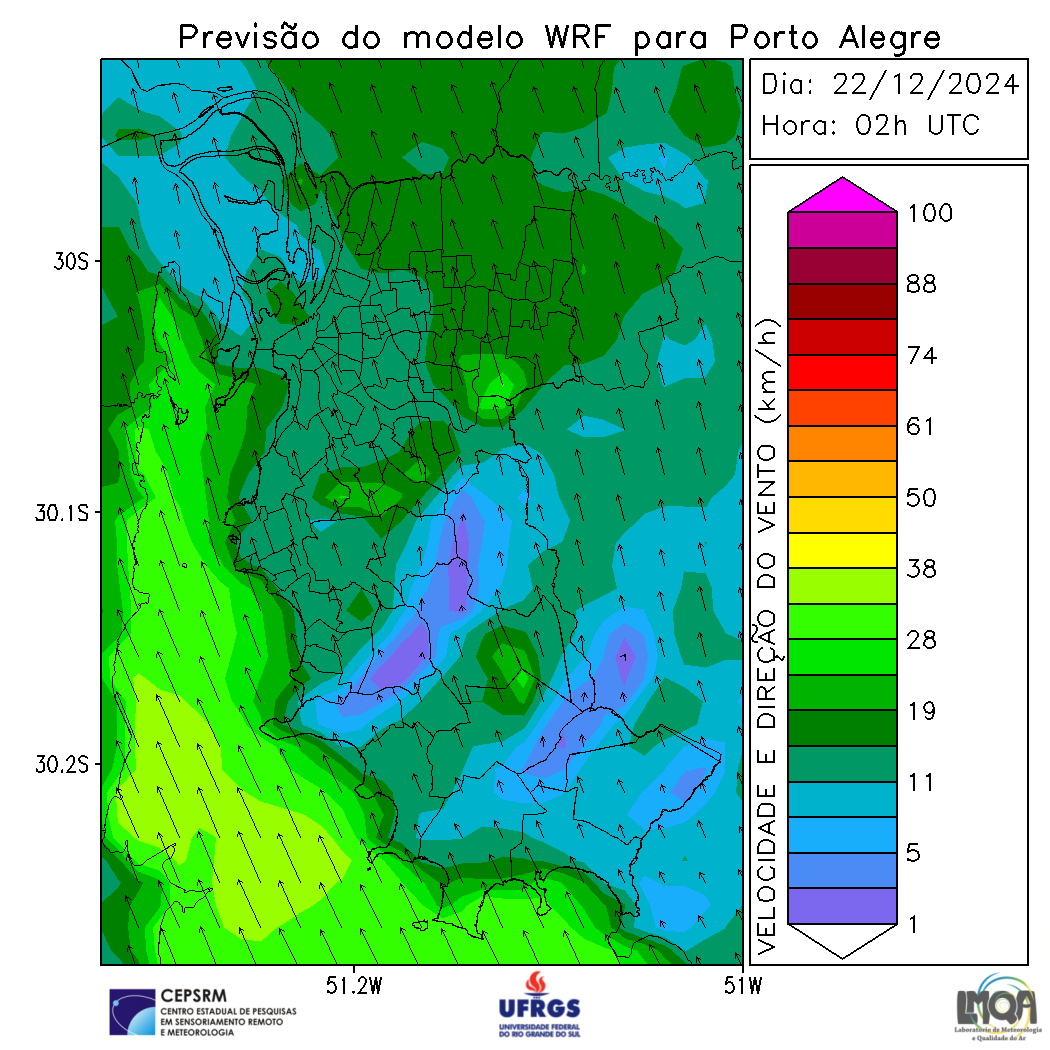 Previsão do modelo WRF para Porto Alegre
Dia: 22/12/2024
Hora: 02h UTC
30S
30.1S
30.2S
51.2W
51W
VELOCIDADE E DIREÇÃO DO VENTO (km/h)
100
88
74
61
50
38
28
19
11
5
1
CEPSRM
CENTRO ESTADUAL DE PESQUISAS
EM SENSORIAMENTO REMOTO
E METEOROLOGIA
UFRGS
UNIVERSIDADE FEDERAL
DO RIO GRANDE DO SUL
LMQA
Laboratório de Meteorologia
e Qualidade do Ar